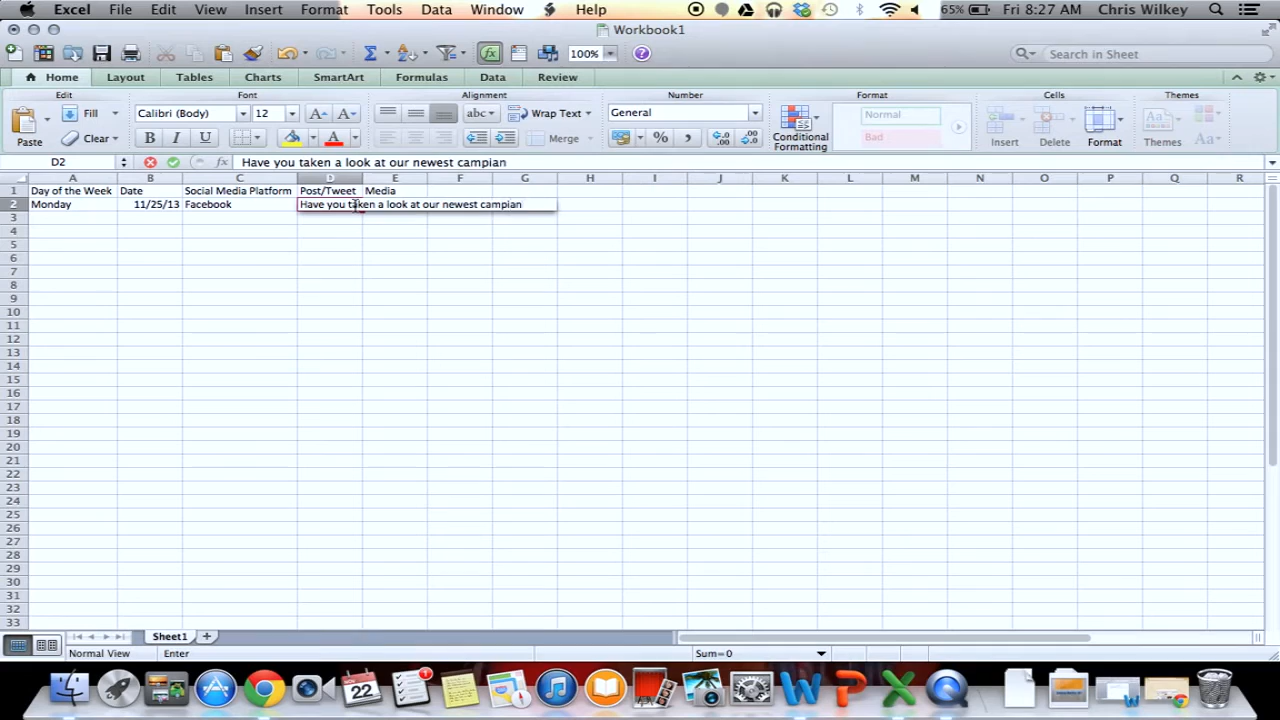 Excel File Edit View Insert Format Tools Data Window Help 65% Fri 8:27 AM Chris Wilkey
Workbook1
100% Search in Sheet
Home Layout Tables Charts SmartArt Formulas Data Review
Edit Font Alignment Number Format Cells Themes
Fill Calibri (Body) 12 A A abc Wrap Text General Normal
Paste Clear B I U A Merge % Bad Conditional Formatting Insert Delete Format Themes Aa
D2 fx Have you taken a look at our newest campian
A B C D E F G H I J K L M N O P Q R
1 Day of the Week Date Social Media Platform Post/Tweet Media
2 Monday 11/25/13 Facebook Have you taken a look at our newest campian
3
4
5
6
7
8
9
10
11
12
13
14
15
16
17
18
19
20
21
22
23
24
25
26
27
28
29
30
31
32
33
Sheet1
Normal View Enter Sum=0
NOV 22 1